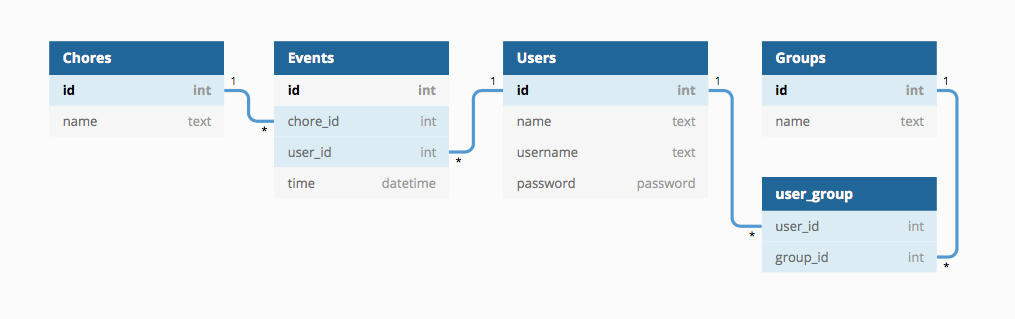 Chores
id int
name text
Events
id int
chore_id int
user_id int
time datetime
Users
id int
name text
username text
password password
Groups
id int
name text
user_group
user_id int
group_id int
1
*
1
*
1
*
1
*